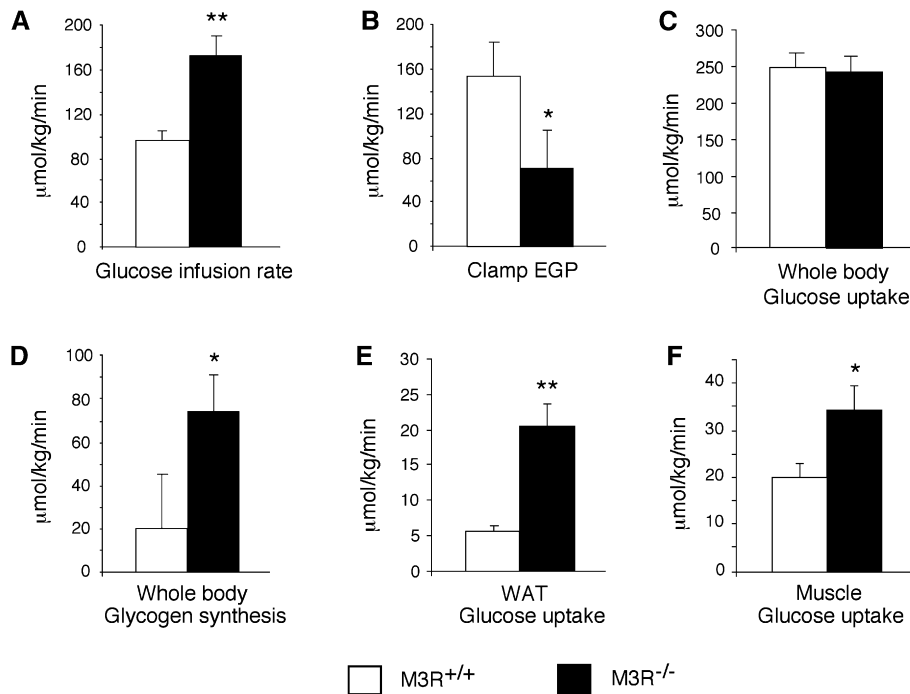 A
**
200
160
120
80
40
0
μmol/kg/min
Glucose infusion rate
B
200
160
120
80
40
0
*
μmol/kg/min
Clamp EGP
C
300
250
200
150
100
50
0
μmol/kg/min
Whole body
Glucose uptake
D
100
80
60
40
20
0
*
μmol/kg/min
Whole body
Glycogen synthesis
E
30
25
20
15
10
5
0
**
μmol/kg/min
WAT
Glucose uptake
F
40
30
20
10
0
*
μmol/kg/min
Muscle
Glucose uptake
M3R+/+ M3R-/-